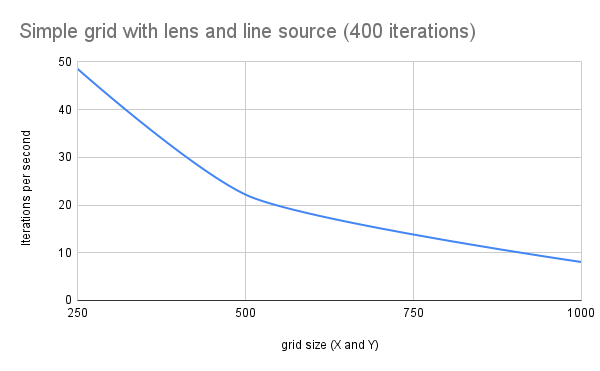 Simple grid with lens and line source (400 iterations)
50
40
30
20
10
0
Iterations per second
250 500 750 1000
grid size (X and Y)